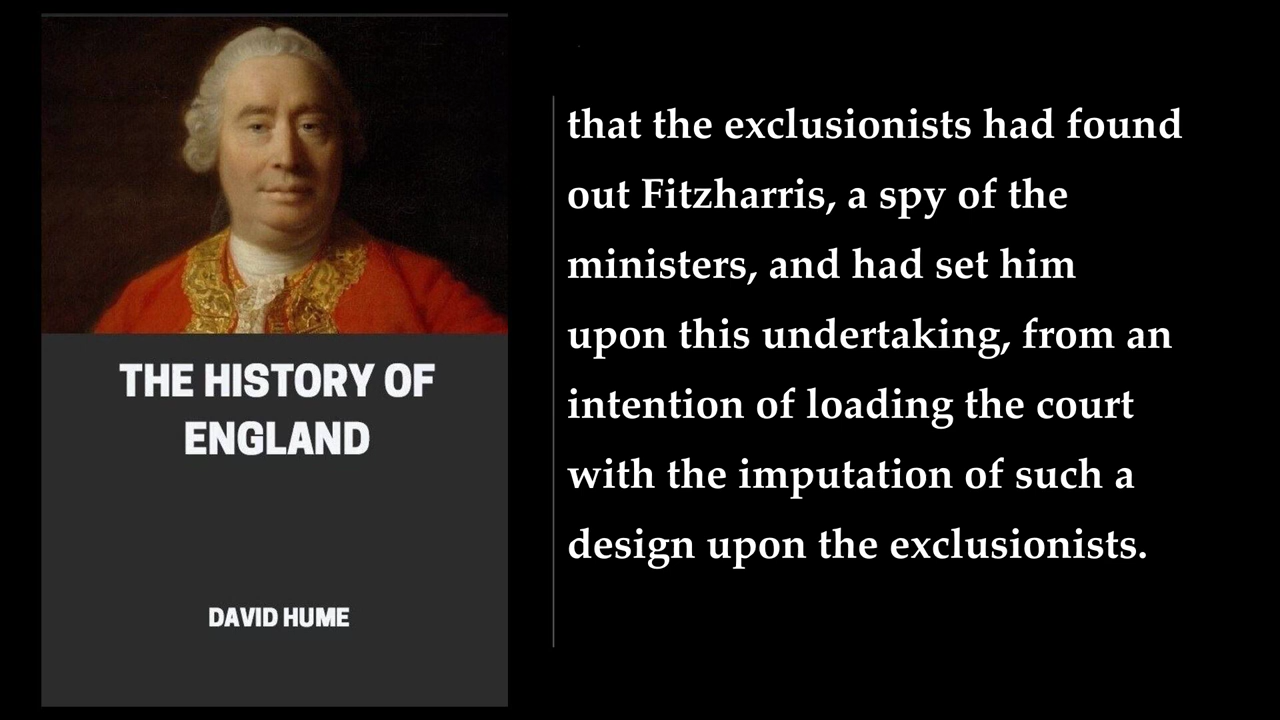 THE HISTORY OF
ENGLAND
DAVID HUME
that the exclusionists had found
out Fitzharris, a spy of the
ministers, and had set him
upon this undertaking, from an
intention of loading the court
with the imputation of such a
design upon the exclusionists.